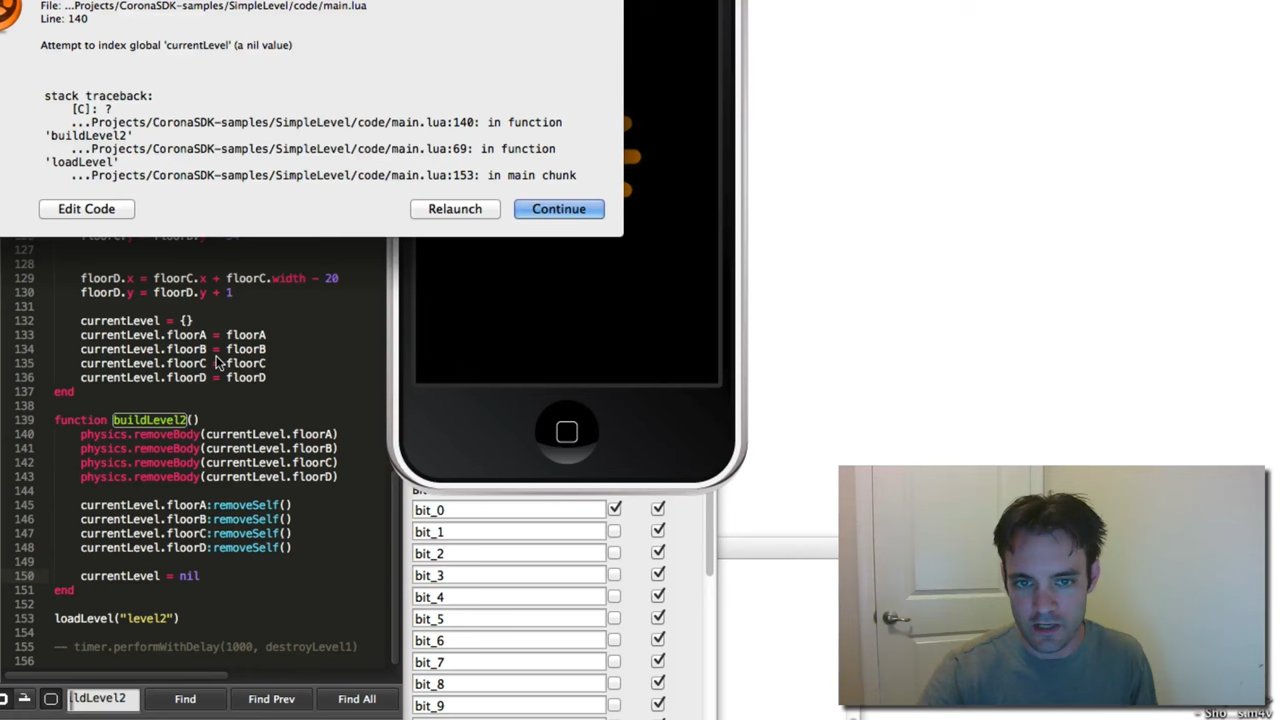 File: ...Projects/CoronaSDK-samples/SimpleLevel/code/main.lua
Line: 140
Attempt to index global 'currentLevel' (a nil value)
stack traceback:
[C]: ?
...Projects/CoronaSDK-samples/SimpleLevel/code/main.lua:140: in function
'buildLevel2'
...Projects/CoronaSDK-samples/SimpleLevel/code/main.lua:69: in function
'loadLevel'
...Projects/CoronaSDK-samples/SimpleLevel/code/main.lua:153: in main chunk
Edit Code
Relaunch
Continue
127
128
129 floorD.x = floorC.x + floorC.width - 20
130 floorD.y = floorD.y + 1
131
132 currentLevel = {}
133 currentLevel.floorA = floorA
134 currentLevel.floorB = floorB
135 currentLevel.floorC = floorC
136 currentLevel.floorD = floorD
137 end
138
139 function buildLevel2()
140 physics.removeBody(currentLevel.floorA)
141 physics.removeBody(currentLevel.floorB)
142 physics.removeBody(currentLevel.floorC)
143 physics.removeBody(currentLevel.floorD)
144
145 currentLevel.floorA:removeSelf()
146 currentLevel.floorB:removeSelf()
147 currentLevel.floorC:removeSelf()
148 currentLevel.floorD:removeSelf()
149
150 currentLevel = nil
151 end
152
153 loadLevel("level2")
154
155 -- timer.performWithDelay(1000, destroyLevel1)
156
ildLevel2
Find
Find Prev
Find All
bit_0
bit_1
bit_2
bit_3
bit_4
bit_5
bit_6
bit_7
bit_8
bit_9
- Sho...s.m4v